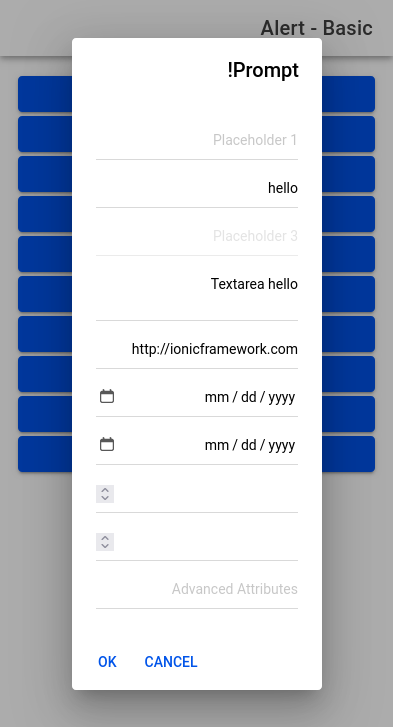 Alert - Basic
!Prompt
Placeholder 1
hello
Placeholder 3
Textarea hello
http://ionicframework.com
mm / dd / yyyy
mm / dd / yyyy
Advanced Attributes
OK CANCEL